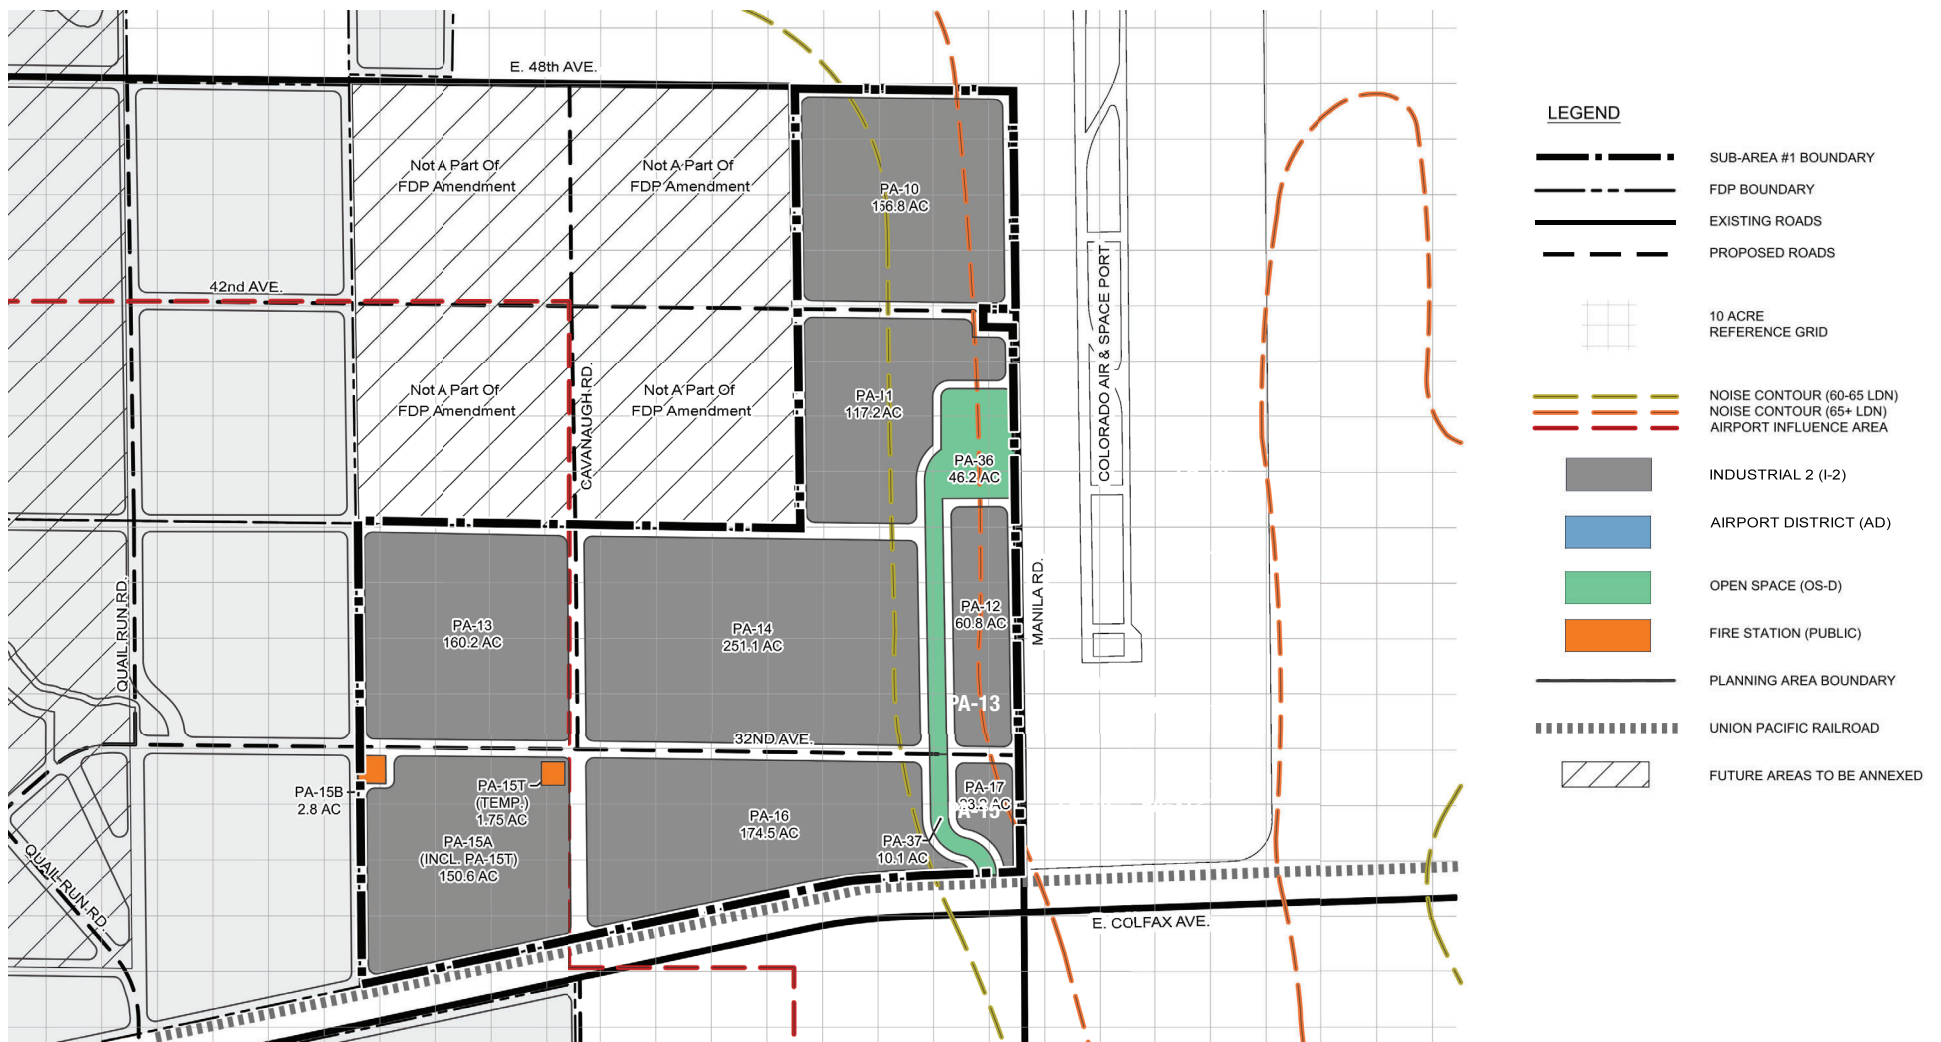 E. 48th AVE.
Not A Part Of
FDP Amendment
Not A Part Of
FDP Amendment
PA-10
156.8 AC
42nd AVE.
Not A Part Of
FDP Amendment
Not A Part Of
FDP Amendment
CAVANAUGH RD.
PA-11
117.2 AC
PA-36
46.2 AC
COLORADO AIR & SPACE PORT
QUAIL RUN RD.
PA-13
160.2 AC
PA-14
251.1 AC
PA-12
60.8 AC
MANILA RD.
PA-13
32ND AVE.
PA-15B
2.8 AC
PA-15T
(TEMP.)
1.75 AC
PA-15A
(INCL. PA-15T)
150.6 AC
PA-16
174.5 AC
PA-17
AC
PA-15
PA-37
10.1 AC
QUAIL RUN RD.
E. COLFAX AVE.
LEGEND
SUB-AREA #1 BOUNDARY
FDP BOUNDARY
EXISTING ROADS
PROPOSED ROADS
10 ACRE
REFERENCE GRID
NOISE CONTOUR (60-65 LDN)
NOISE CONTOUR (65+ LDN)
AIRPORT INFLUENCE AREA
INDUSTRIAL 2 (I-2)
AIRPORT DISTRICT (AD)
OPEN SPACE (OS-D)
FIRE STATION (PUBLIC)
PLANNING AREA BOUNDARY
UNION PACIFIC RAILROAD
FUTURE AREAS TO BE ANNEXED